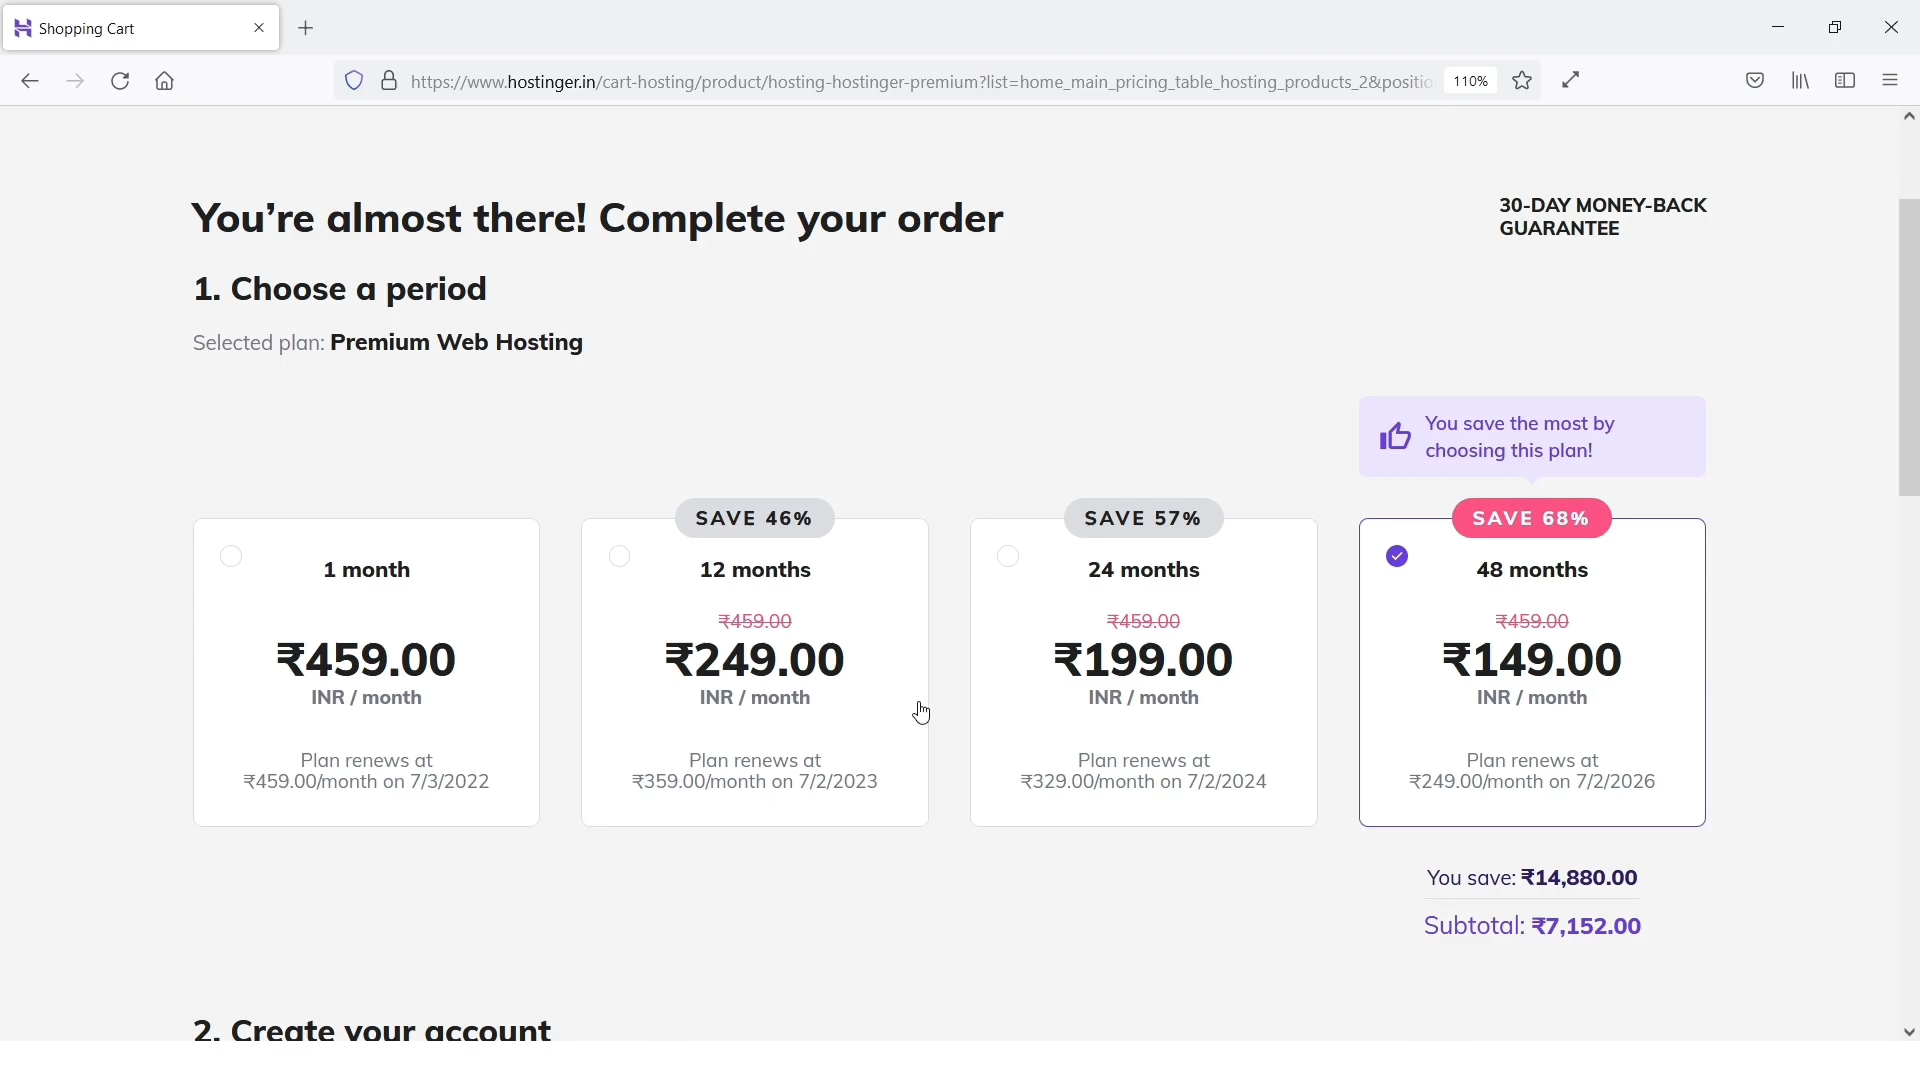 Shopping Cart
https://www.hostinger.in/cart-hosting/product/hosting-hostinger-premium?list=home_main_pricing_table_hosting_products_2&positio
110%
You’re almost there! Complete your order
30-DAY MONEY-BACK
GUARANTEE
1. Choose a period
Selected plan: Premium Web Hosting
You save the most by
choosing this plan!
SAVE 46%
SAVE 57%
SAVE 68%
1 month
12 months
24 months
48 months
₹459.00
₹459.00
₹459.00
₹459.00
₹249.00
₹199.00
₹149.00
INR / month
INR / month
INR / month
INR / month
Plan renews at
₹459.00/month on 7/3/2022
Plan renews at
₹359.00/month on 7/2/2023
Plan renews at
₹329.00/month on 7/2/2024
Plan renews at
₹249.00/month on 7/2/2026
You save: ₹14,880.00
Subtotal: ₹7,152.00
2. Create your account